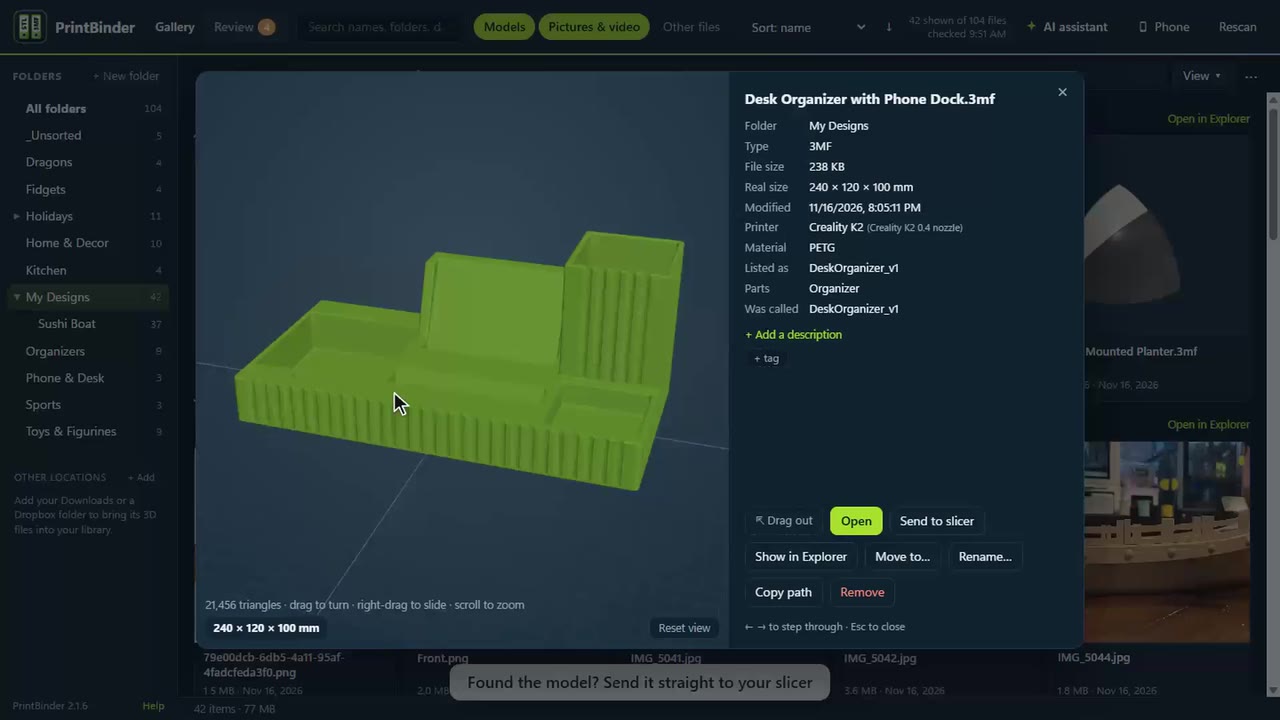 PrintBinder
Gallery
Review 4
Search names, folders, d
Models
Pictures & video
Other files
Sort: name
↓
42 shown of 104 files
checked 9:51 AM
AI assistant
Phone
Rescan
FOLDERS
+ New folder
All folders 104
_Unsorted 5
Dragons 4
Fidgets 4
Holidays 11
Home & Decor 10
Kitchen 4
My Designs 42
Sushi Boat 37
Organizers 9
Phone & Desk 3
Sports 3
Toys & Figurines 9
OTHER LOCATIONS
+ Add
Add your Downloads or a
Dropbox folder to bring its 3D
files into your library.
PrintBinder 2.1.6
Help
View
Open in Explorer
Mounted Planter.3mf
Nov 16, 2026
Open in Explorer
Desk Organizer with Phone Dock.3mf
Folder My Designs
Type 3MF
File size 238 KB
Real size 240 × 120 × 100 mm
Modified 11/16/2026, 8:05:11 PM
Printer Creality K2 (Creality K2 0.4 nozzle)
Material PETG
Listed as DeskOrganizer_v1
Parts Organizer
Was called DeskOrganizer_v1
+ Add a description
+ tag
Drag out
Open
Send to slicer
Show in Explorer
Move to...
Rename...
Copy path
Remove
← → to step through · Esc to close
21,456 triangles · drag to turn · right-drag to slide · scroll to zoom
240 × 120 × 100 mm
Reset view
79e00dcb-6db5-4a11-95af-
4fadcfeda3f0.png
1.5 MB · Nov 16, 2026
Front.png
2.0 MB
IMG_5041.jpg
IMG_5042.jpg
3.6 MB · Nov 16, 2026
IMG_5044.jpg
1.8 MB · Nov 16, 2026
Found the model? Send it straight to your slicer
42 items · 77 MB